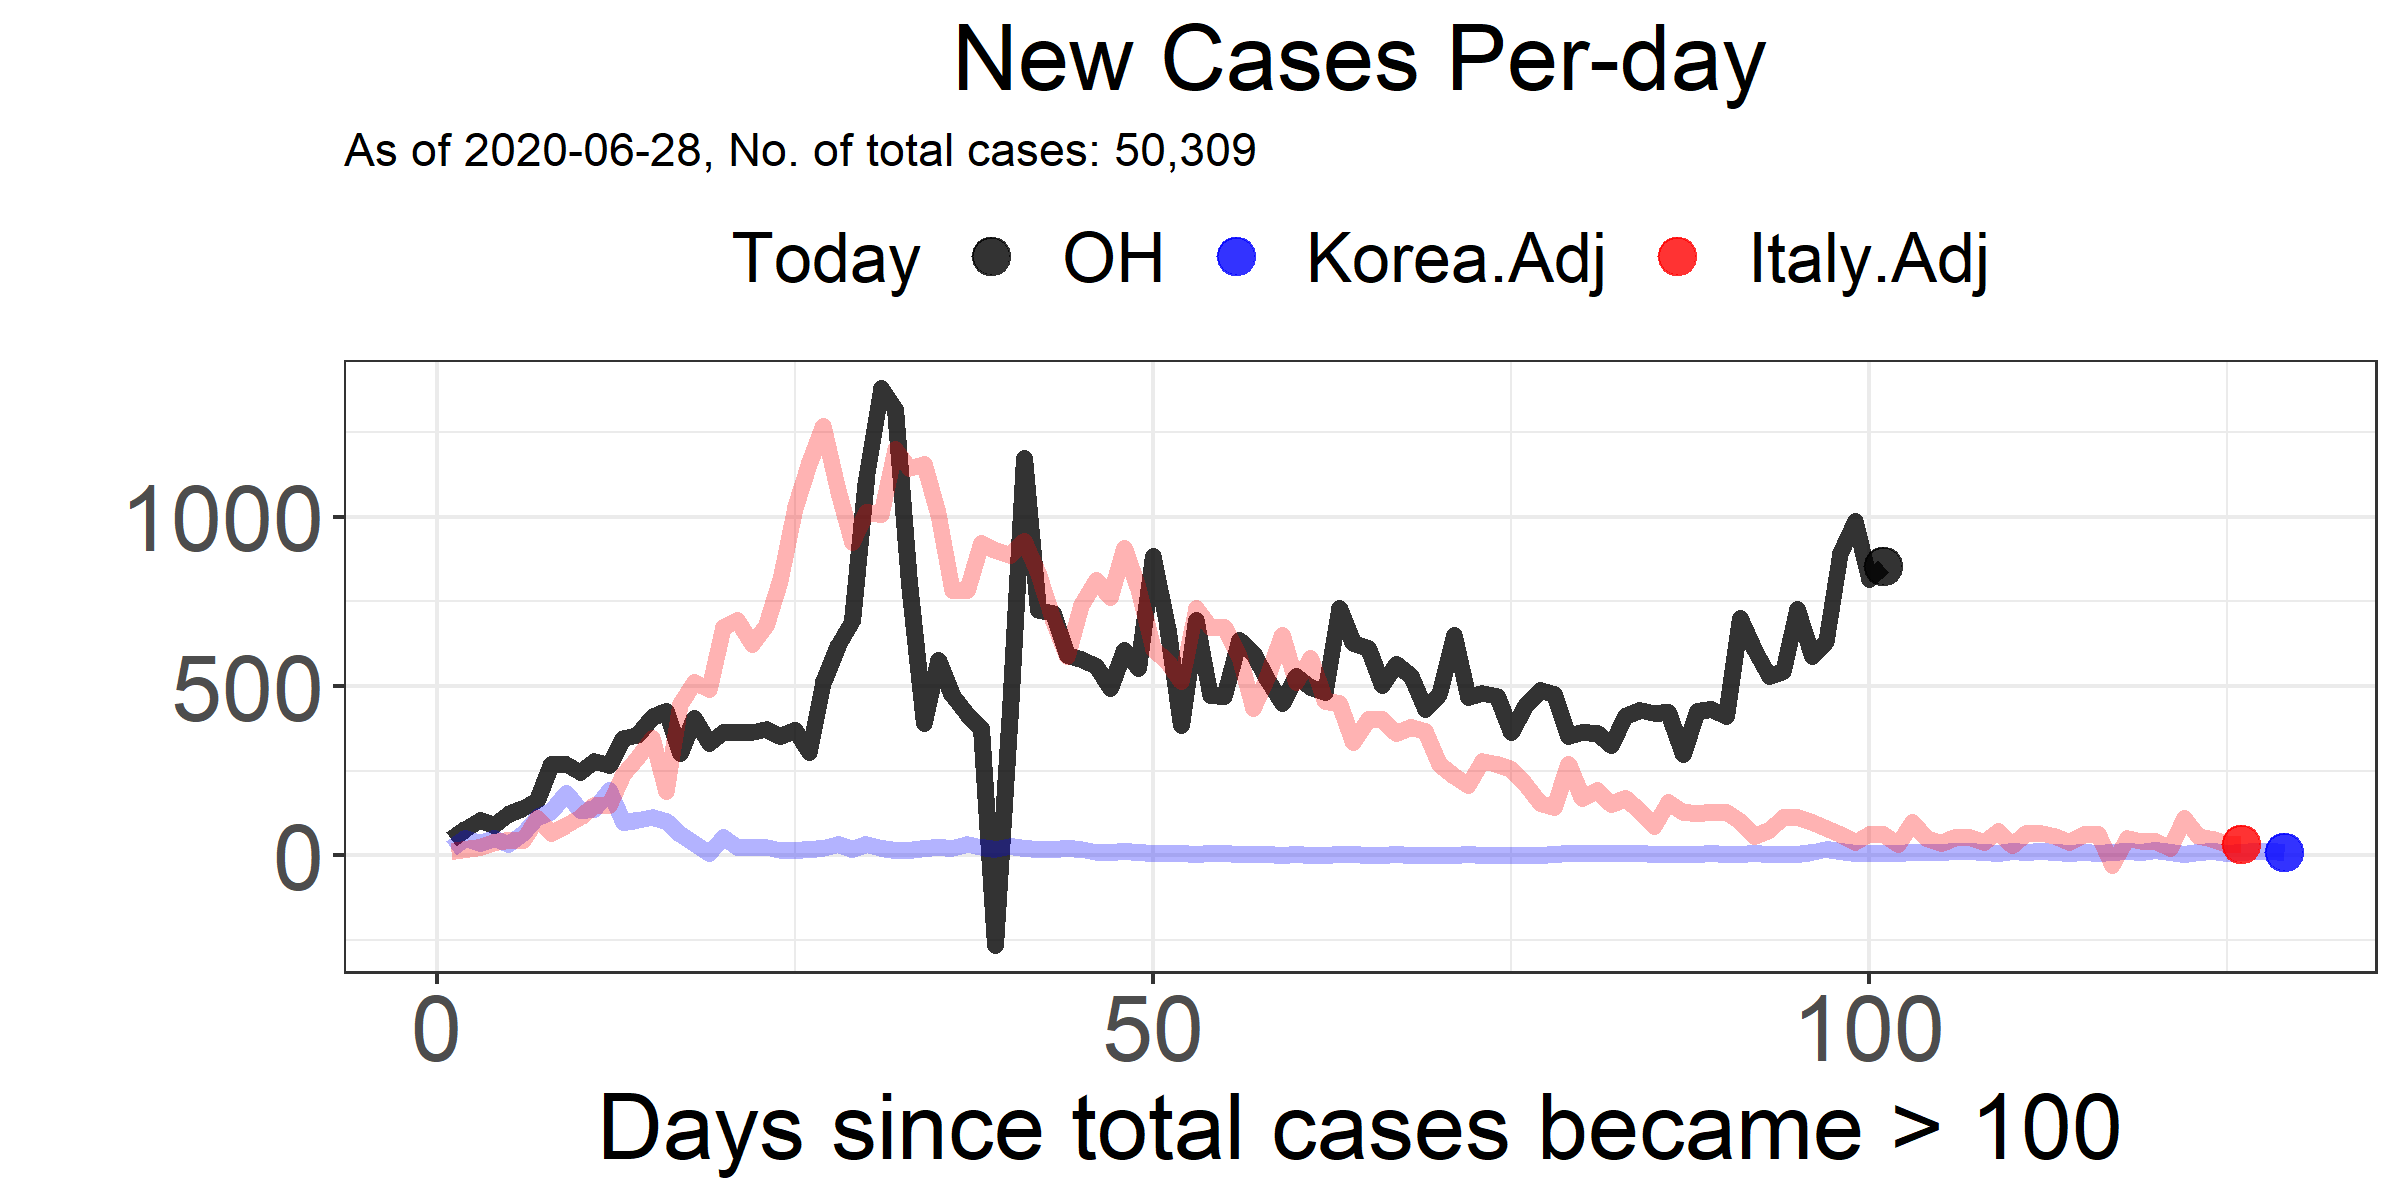 New Cases Per-day
As of 2020-06-28, No. of total cases: 50,309
Today OH Korea.Adj Italy.Adj
1000
500
0
0 50 100
Days since total cases became > 100